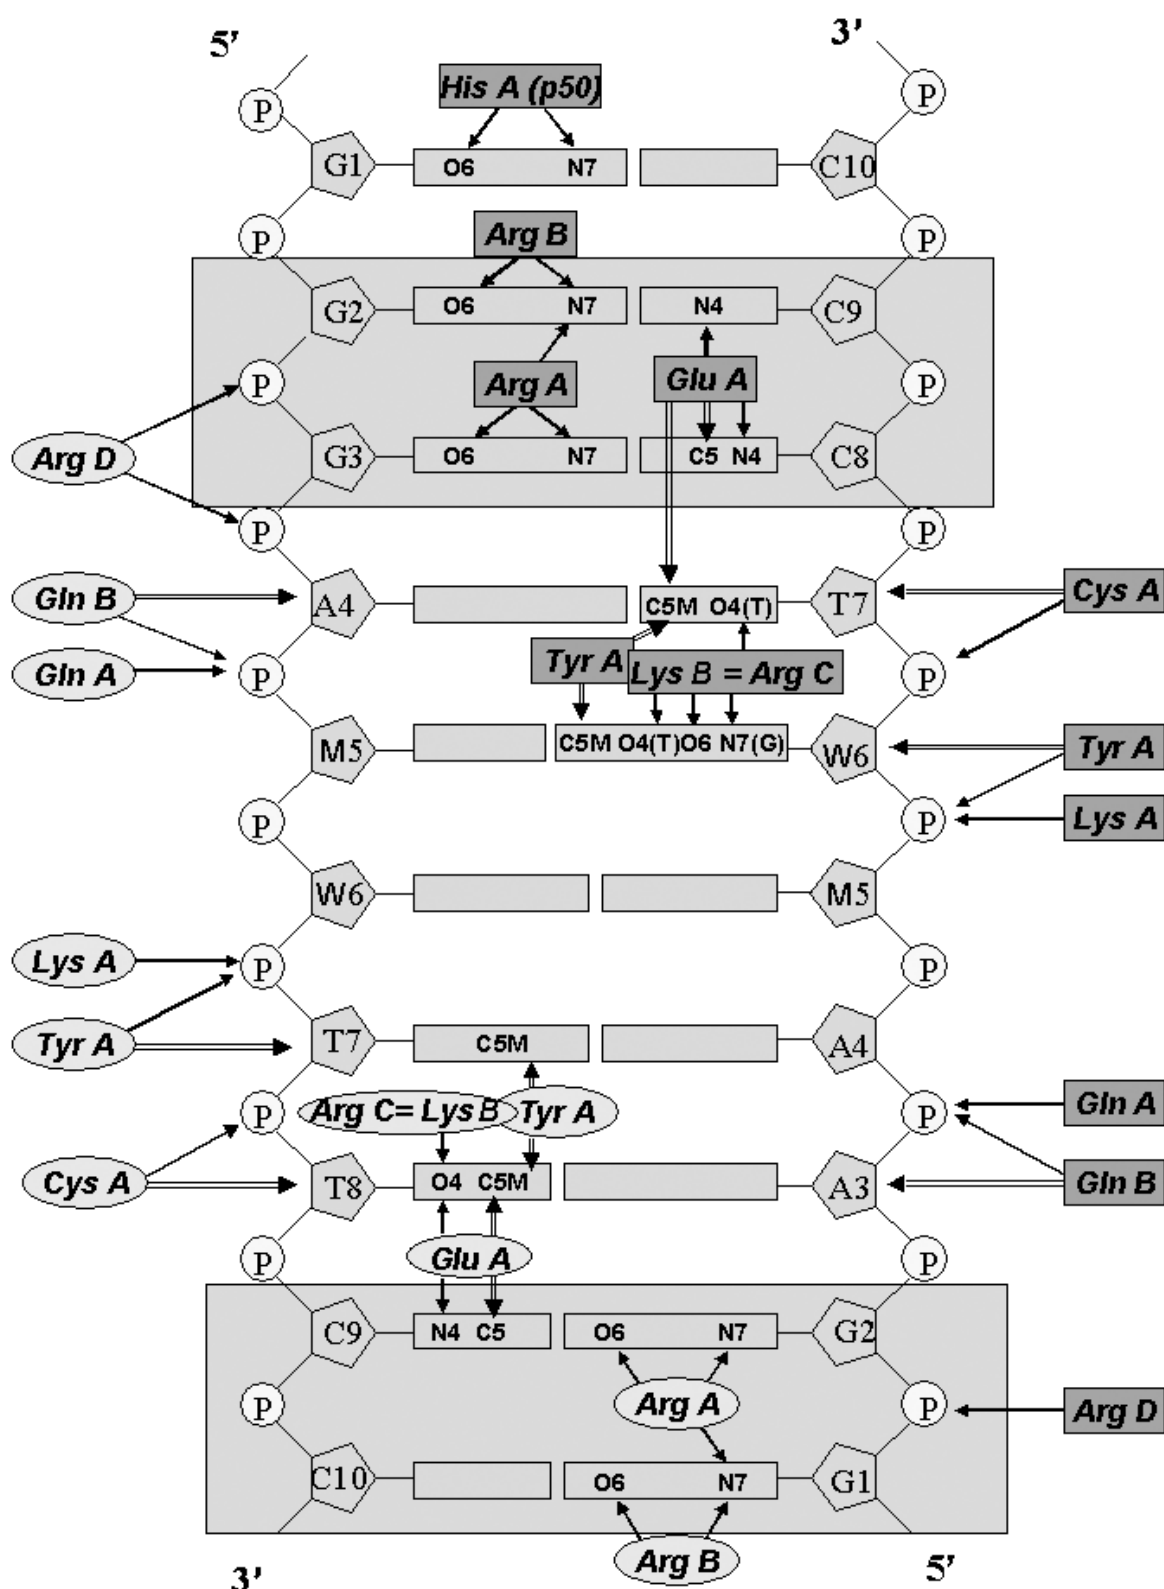 5' 3'
His A (p50)
P P
G1 O6 N7 C10
P Arg B P
G2 O6 N7 N4 C9
P Arg A Glu A P
Arg D G3 O6 N7 C5 N4 C8
P P
Gln B A4 C5M O4(T) T7 Cys A
Gln A P Tyr A Lys B = Arg C P
M5 C5M O4(T)O6 N7(G) W6 Tyr A
P P Lys A
W6 M5
Lys A P P
Tyr A T7 C5M A4
P Arg C= Lys B Tyr A P Gln A
Cys A T8 O4 C5M A3 Gln B
P Glu A P
C9 N4 C5 O6 N7 G2
P Arg A P Arg D
C10 O6 N7 G1
Arg B
3' 5'